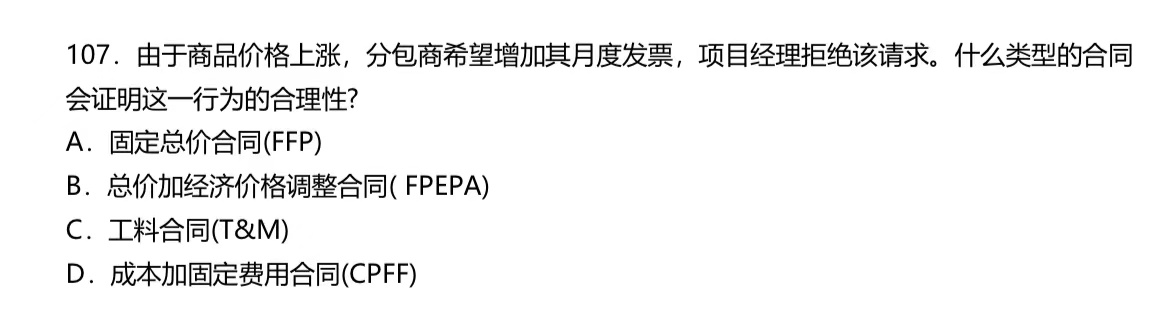 107．由于商品价格上涨，分包商希望增加其月度发票，项目经理拒绝该请求。什么类型的合同
会证明这一行为的合理性?
A．固定总价合同(FFP)
B．总价加经济价格调整合同( FPEPA)
C．工料合同(T&M)
D．成本加固定费用合同(CPFF)